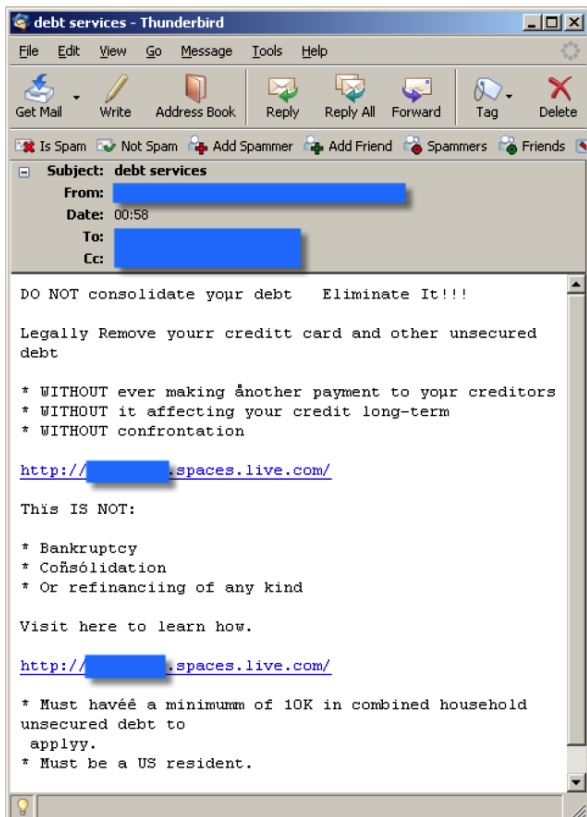 debt services - Thunderbird
File Edit View Go Message Tools Help
Get Mail Write Address Book Reply Reply All Forward Tag Delete
Is Spam Not Spam Add Spammer Add Friend Spammers Friends
Subject: debt services
From:
Date: 00:58
To:
Cc:
DO NOT consolidate yoμr debt Eliminate It!!!
Legally Remove yourr creditt card and other unsecured
debt
* WITHOUT ever making ånother payment to yoμr creditors
* WITHOUT it affecting your credit long-term
* WITHOUT confrontation
http:// .spaces.live.com/
Thïs IS NOT:
* Bankruptcy
* Coñsólidation
* Or refinanciing of any kind
Visit here to learn how.
http:// .spaces.live.com/
* Must havéê a minimumm of 10K in combined household
unsecured debt to
applyy.
* Must be a US resident.